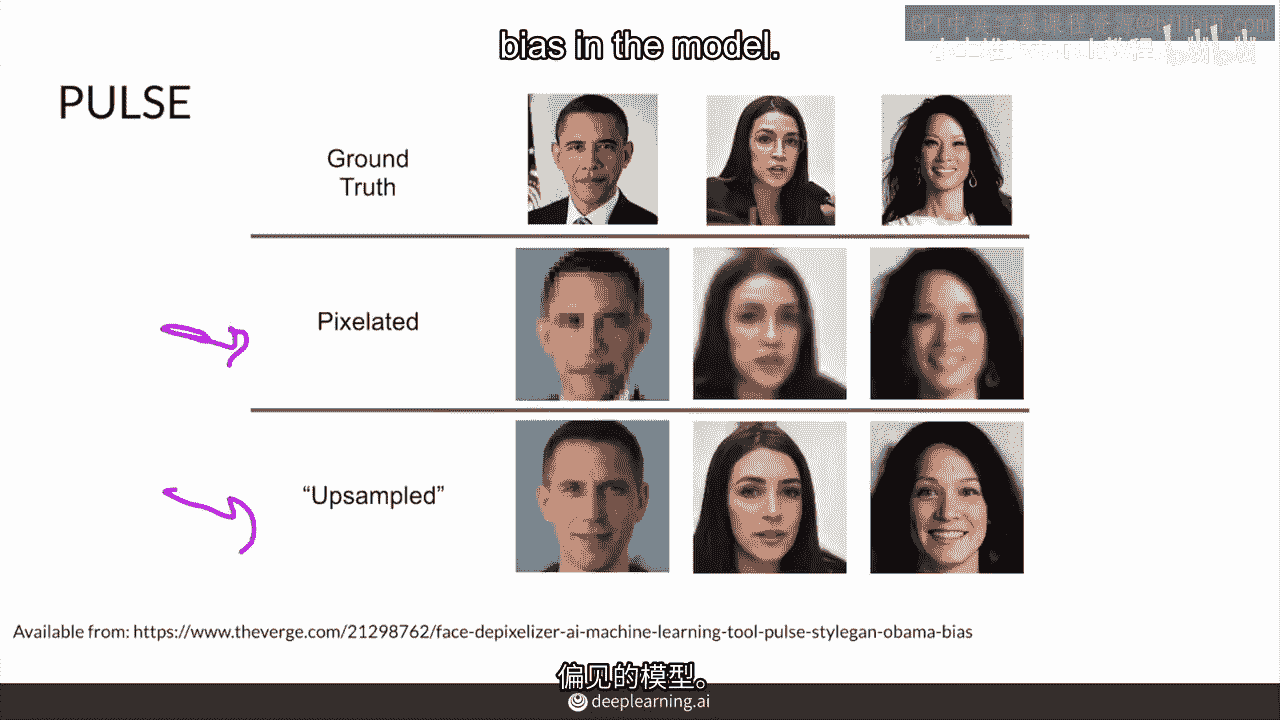 bias in the model.
PULSE
Ground
Truth
Pixelated
“Upsampled”
Available from: https://www.theverge.com/21298762/face-depixelizer-ai-machine-learning-tool-pulse-stylegan-obama-bias
偏见的模型。
deeplearning.ai